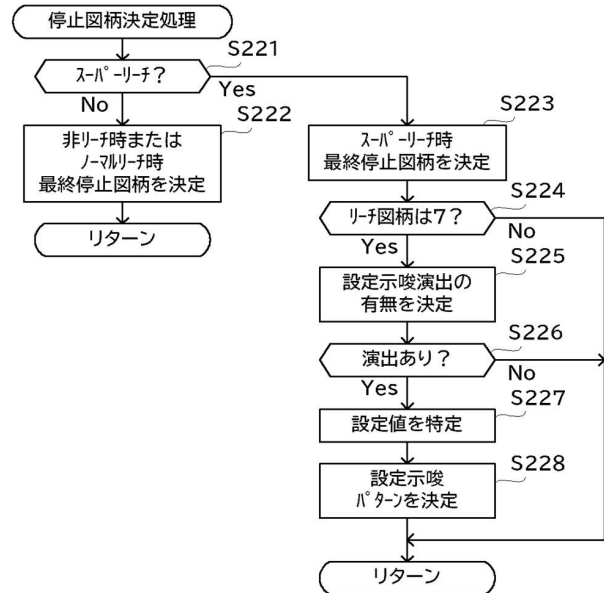 停止図柄決定処理
S221
ｽｰﾊﾟｰﾘｰﾁ？
Yes
No
S222
非ﾘｰﾁ時または
ﾉｰﾏﾙﾘｰﾁ時
最終停止図柄を決定
リターン
S223
ｽｰﾊﾟｰﾘｰﾁ時
最終停止図柄を決定
S224
ﾘｰﾁ図柄は7？
No
Yes
S225
設定示唆演出の
有無を決定
S226
演出あり？
No
Yes
S227
設定値を特定
S228
設定示唆
ﾊﾟﾀｰﾝを決定
リターン